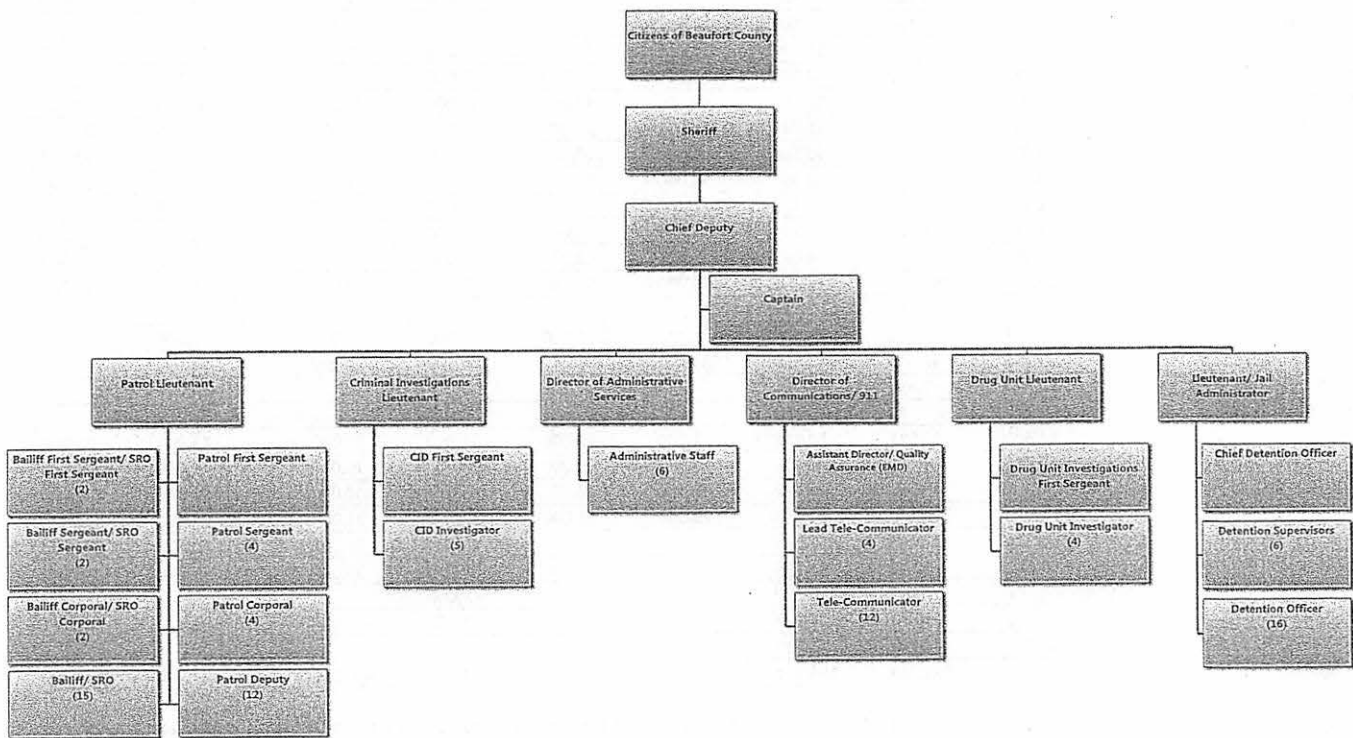 Citizens of Beaufort County
Sheriff
Chief Deputy
Captain
Patrol Lieutenant
Criminal Investigations
Lieutenant
Director of Administrative
Services
Director of
Communications/ 911
Drug Unit Lieutenant
Lieutenant/ Jail
Administrator
Bailiff First Sergeant/ SRO
First Sergeant
(2)
Patrol First Sergeant
CID First Sergeant
Administrative Staff
(6)
Assistant Director/ Quality
Assurance (EMD)
Drug Unit Investigations
First Sergeant
Chief Detention Officer
Bailiff Sergeant/ SRO
Sergeant
(2)
Patrol Sergeant
(4)
CID Investigator
(5)
Lead Tele-Communicator
(4)
Drug Unit Investigator
(4)
Detention Supervisors
(6)
Bailiff Corporal/ SRO
Corporal
(2)
Patrol Corporal
(4)
Tele-Communicator
(12)
Detention Officer
(16)
Bailiff/ SRO
(15)
Patrol Deputy
(12)